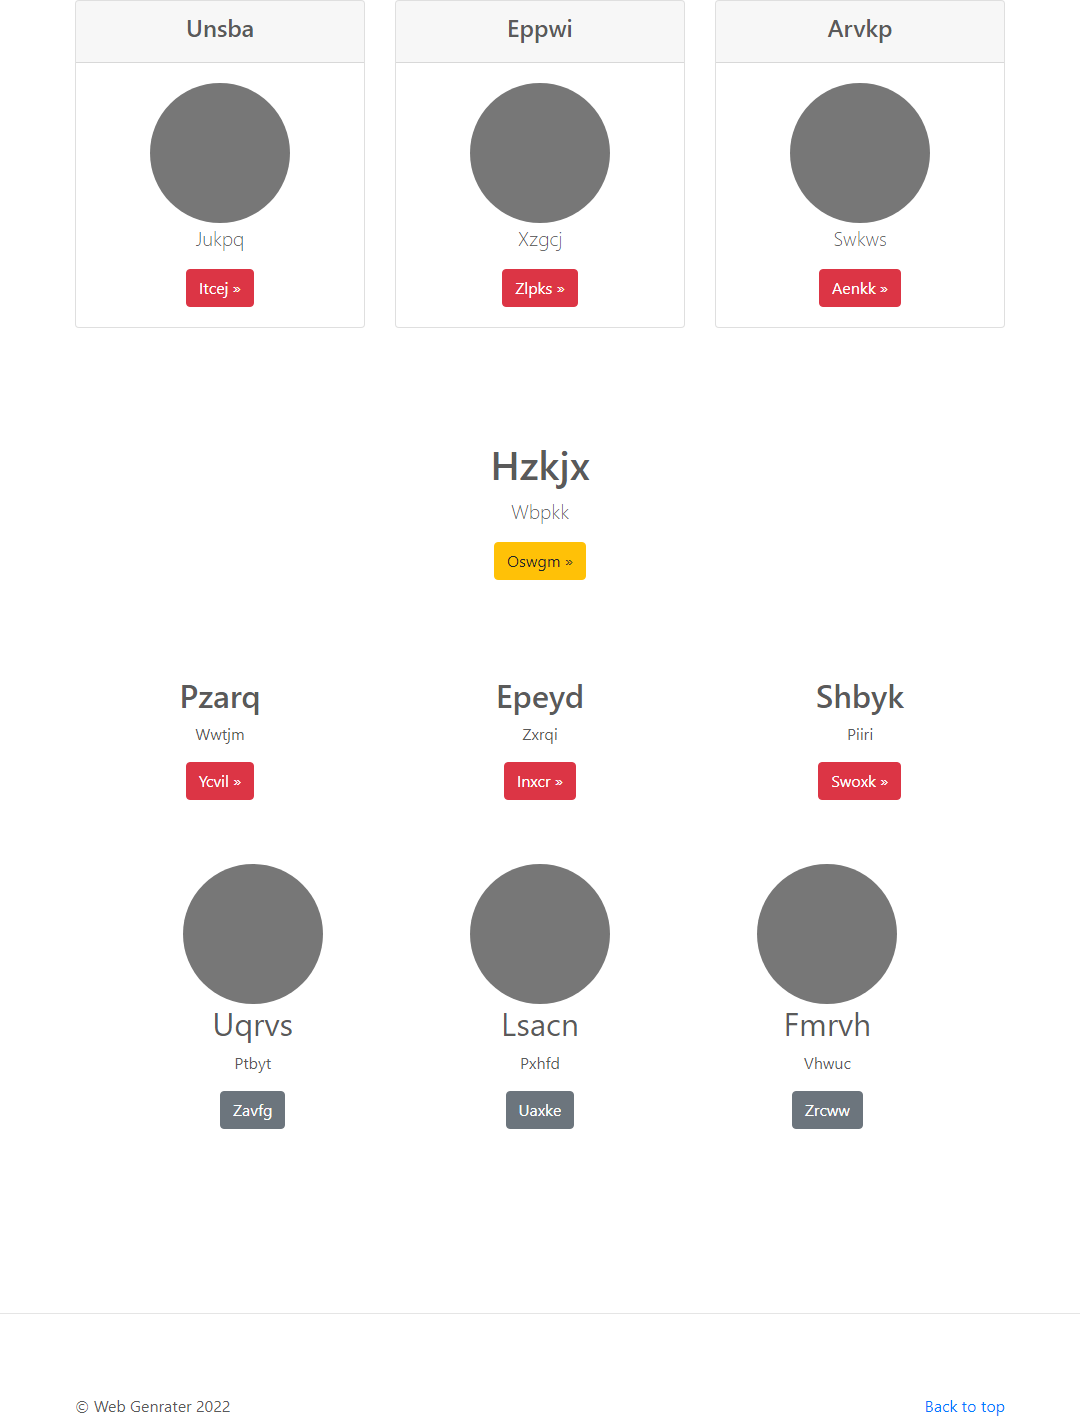 Unsba
Eppwi
Arvkp
Jukpq
Xzgcj
Swkws
Itcej »
Zlpks »
Aenkk »
Hzkjx
Wbpkk
Oswgm »
Pzarq
Epeyd
Shbyk
Wwtjm
Zxrqi
Piiri
Ycvil »
Inxcr »
Swoxk »
Uqrvs
Lsacn
Fmrvh
Ptbyt
Pxhfd
Vhwuc
Zavfg
Uaxke
Zrcww
© Web Genrater 2022
Back to top